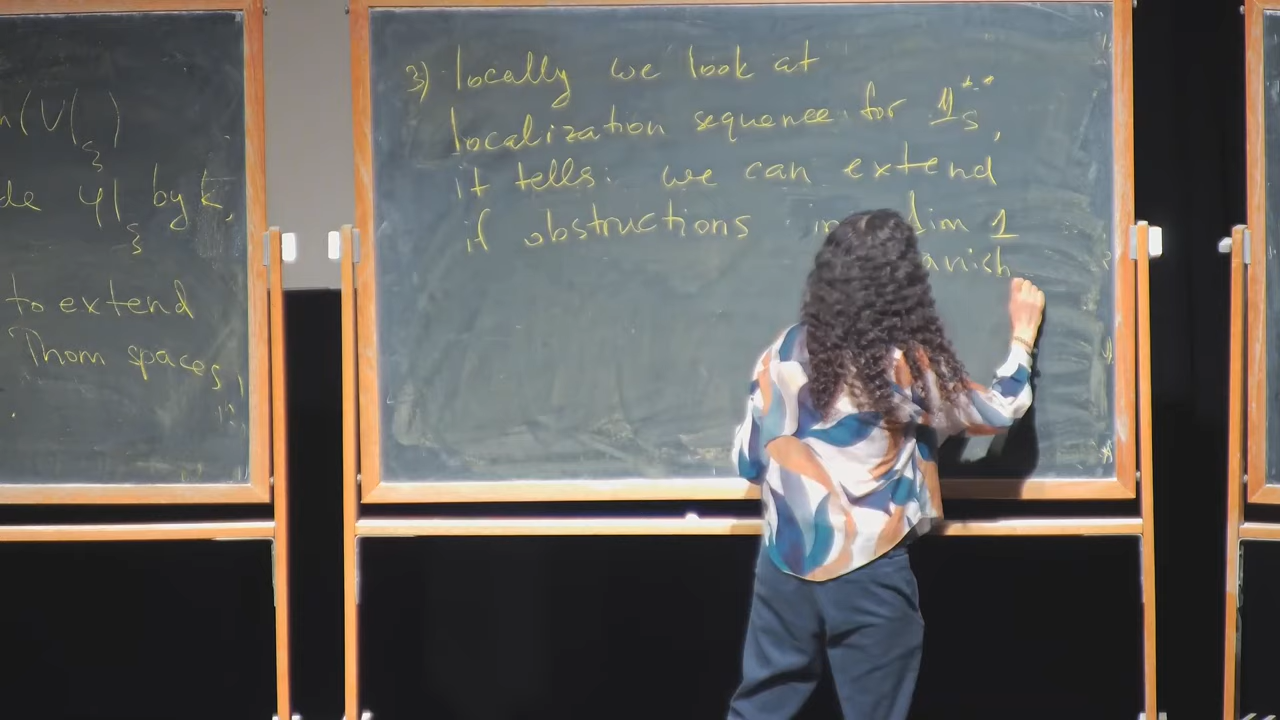 (V(ξ)
φ|ξ by k,
to extend
Thom spaces,
3) locally we look at
localization sequence for 𝟙_S^{*,*},
it tells: we can extend
if obstructions in dim 1
vanish